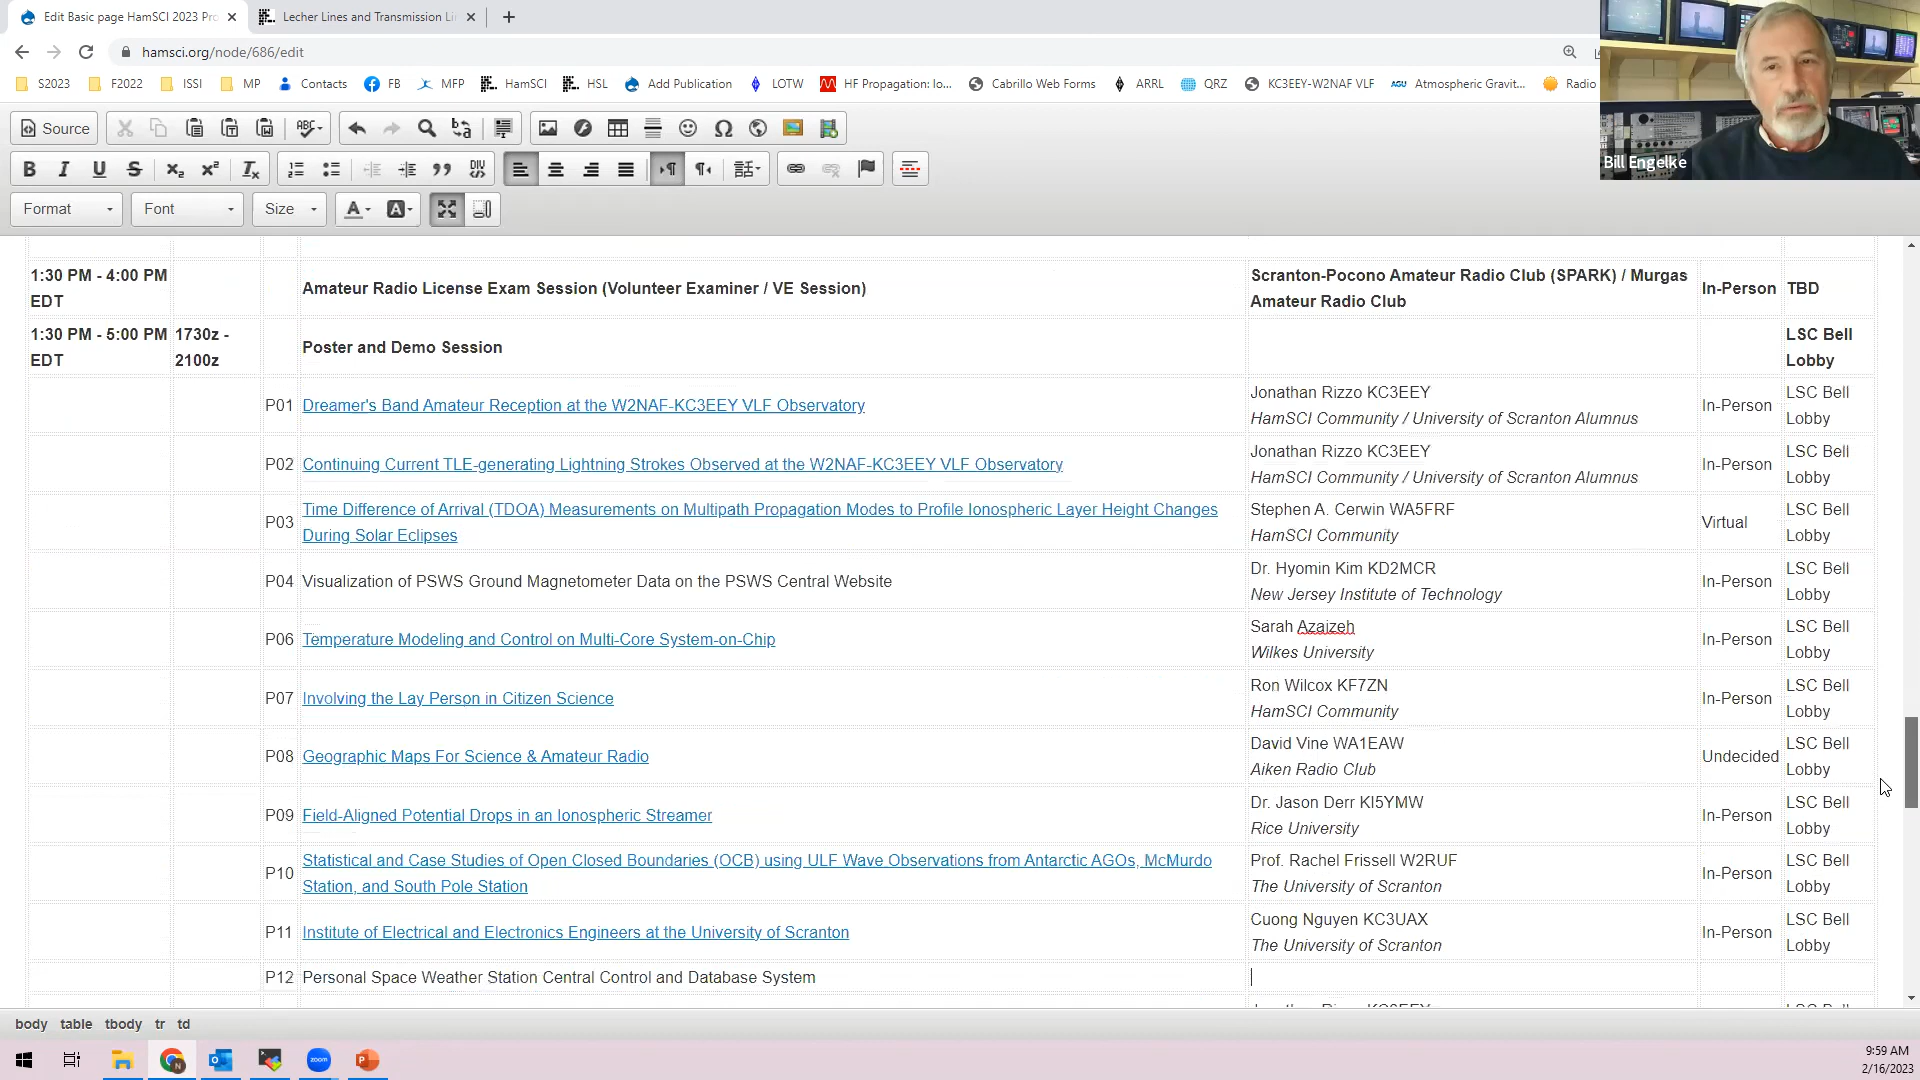 Edit Basic page HamSCI 2023 Pro
Lecher Lines and Transmission Li
hamsci.org/node/686/edit
S2023
F2022
ISSI
MP
Contacts
FB
MFP
HamSCI
HSL
Add Publication
LOTW
HF Propagation: Io...
Cabrillo Web Forms
ARRL
QRZ
KC3EEY-W2NAF VLF
AGU
Atmospheric Gravit...
Radio
Bill Engelke
Source
Format
Font
Size
1:30 PM - 4:00 PM
EDT
Amateur Radio License Exam Session (Volunteer Examiner / VE Session)
Scranton-Pocono Amateur Radio Club (SPARK) / Murgas
Amateur Radio Club
In-Person
TBD
1:30 PM - 5:00 PM
EDT
1730z -
2100z
Poster and Demo Session
LSC Bell
Lobby
P01
Dreamer's Band Amateur Reception at the W2NAF-KC3EEY VLF Observatory
Jonathan Rizzo KC3EEY
HamSCI Community / University of Scranton Alumnus
In-Person
LSC Bell
Lobby
P02
Continuing Current TLE-generating Lightning Strokes Observed at the W2NAF-KC3EEY VLF Observatory
Jonathan Rizzo KC3EEY
HamSCI Community / University of Scranton Alumnus
In-Person
LSC Bell
Lobby
P03
Time Difference of Arrival (TDOA) Measurements on Multipath Propagation Modes to Profile Ionospheric Layer Height Changes
During Solar Eclipses
Stephen A. Cerwin WA5FRF
HamSCI Community
Virtual
LSC Bell
Lobby
P04
Visualization of PSWS Ground Magnetometer Data on the PSWS Central Website
Dr. Hyomin Kim KD2MCR
New Jersey Institute of Technology
In-Person
LSC Bell
Lobby
P06
Temperature Modeling and Control on Multi-Core System-on-Chip
Sarah Azaizeh
Wilkes University
In-Person
LSC Bell
Lobby
P07
Involving the Lay Person in Citizen Science
Ron Wilcox KF7ZN
HamSCI Community
In-Person
LSC Bell
Lobby
P08
Geographic Maps For Science & Amateur Radio
David Vine WA1EAW
Aiken Radio Club
Undecided
LSC Bell
Lobby
P09
Field-Aligned Potential Drops in an Ionospheric Streamer
Dr. Jason Derr KI5YMW
Rice University
In-Person
LSC Bell
Lobby
P10
Statistical and Case Studies of Open Closed Boundaries (OCB) using ULF Wave Observations from Antarctic AGOs, McMurdo
Station, and South Pole Station
Prof. Rachel Frissell W2RUF
The University of Scranton
In-Person
LSC Bell
Lobby
P11
Institute of Electrical and Electronics Engineers at the University of Scranton
Cuong Nguyen KC3UAX
The University of Scranton
In-Person
LSC Bell
Lobby
P12
Personal Space Weather Station Central Control and Database System
body table tbody tr td
9:59 AM
2/16/2023